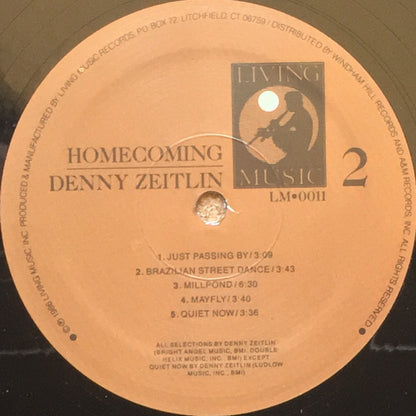 LIVING
MUSIC
LM•0011
HOMECOMING
DENNY ZEITLIN
2
1. JUST PASSING BY/3:09
2. BRAZILIAN STREET DANCE/3:43
3. MILLPOND/6:30
4. MAYFLY/3:40
5. QUIET NOW/3:36
ALL SELECTIONS BY DENNY ZEITLIN
(BRIGHT ANGEL MUSIC, BMI. DOUBLE
HELIX MUSIC, INC., BMI) EXCEPT
QUIET NOW BY DENNY ZEITLIN (LUDLOW
MUSIC, INC., BMI)
© ℗ 1986 LIVING MUSIC, INC. PRODUCED & MANUFACTURED BY LIVING MUSIC RECORDS, P.O. BOX 72, LITCHFIELD, CT 06759 / DISTRIBUTED BY WINDHAM HILL RECORDS AND A&M RECORDS, INC. ALL RIGHTS RESERVED.